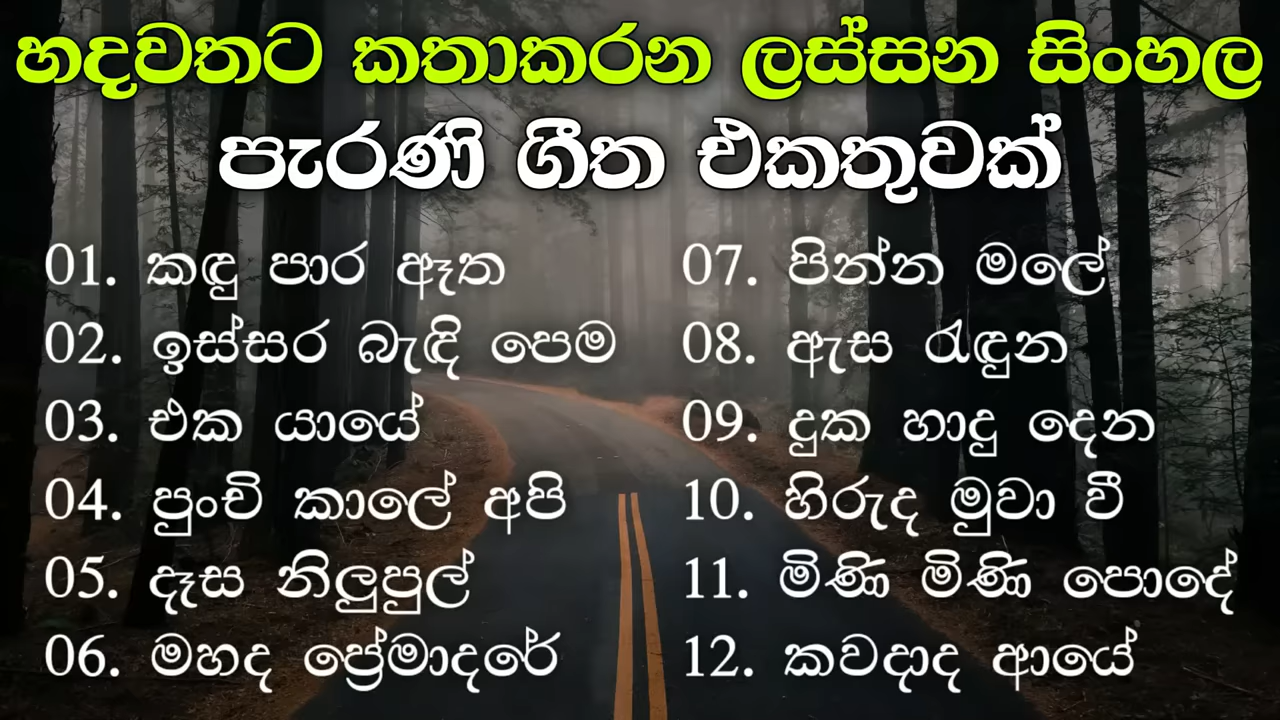 හදවතට කතාකරන ලස්සන සිංහල
පැරණි ගීත එකතුවක්
01. කඳු පාර ඈත
02. ඉස්සර බැඳි පෙම
03. එක යායේ
04. පුංචි කාලේ අපි
05. දෑස නිලුපුල්
06. මහද ප්‍රේමාදරේ
07. පින්න මලේ
08. ඇස රැඳුන
09. දුක හාදු දෙන
10. හිරුද මුවා වී
11. මිණි මිණි පොදේ
12. කවදාද ආයේ